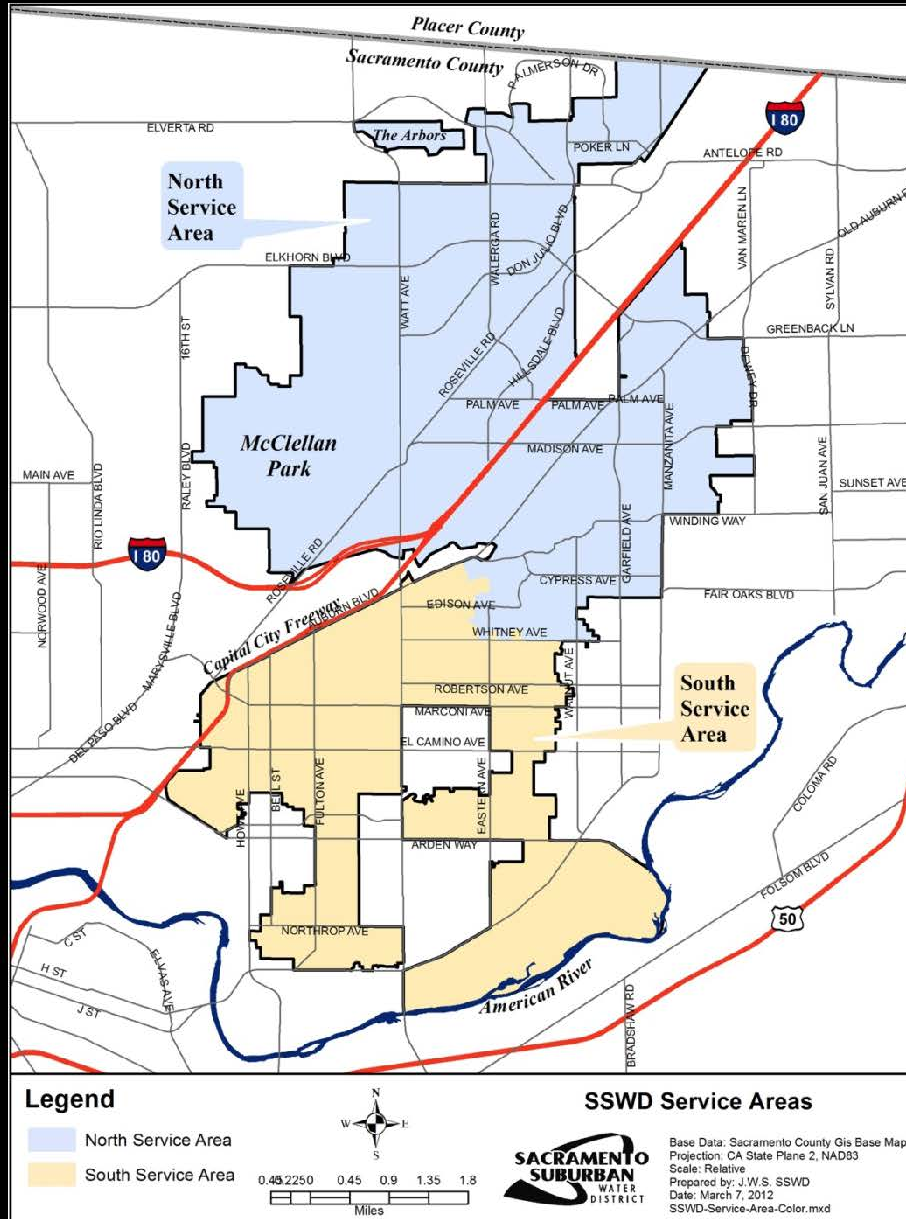 Placer County
Sacramento County
PALMERSON DR
I 80
ELVERTA RD
The Arbors
POKER LN
ANTELOPE RD
North
Service
Area
VAN MAREN LN
OLD AUBURN
SYLVAN RD
WALERGA RD
DON JULIO BLVD
ELKHORN BLVD
WATT AVE
16TH ST
GREENBACK LN
ROSEVILLE RD
HILLSDALE BLVD
DEWEY DR
PALM AVE
PALM AVE
PALM AVE
MANZANITA AVE
McClellan
Park
MADISON AVE
SAN JUAN AVE
MAIN AVE
RIO LINDA BLVD
RALEY BLVD
SUNSET AVE
WINDING WAY
GARFIELD AVE
I 80
ROSEVILLE RD
CYPRESS AVE
FAIR OAKS BLVD
NORWOOD AVE
MARYSVILLE BLVD
AUBURN BLVD
EDISON AVE
Capital City Freeway
WHITNEY AVE
WALNUT AVE
ROBERTSON AVE
South
Service
Area
MARCONI AVE
DEL PASO BLVD
EL CAMINO AVE
HOWE AVE
BELL ST
FULTON AVE
EASTERN AVE
COLOMA RD
ARDEN WAY
FOLSOM BLVD
50
NORTHROP AVE
C ST
ELVAS AVE
H ST
J ST
American River
BRADSHAW RD
Legend
North Service Area
South Service Area
N
W E
S
0.45 0.225 0 0.45 0.9 1.35 1.8
Miles
SSWD Service Areas
SACRAMENTO
SUBURBAN
WATER
DISTRICT
Base Data: Sacramento County Gis Base Map
Projection: CA State Plane 2, NAD83
Scale: Relative
Prepared by: J.W.S. SSWD
Date: March 7, 2012
SSWD-Service-Area-Color.mxd